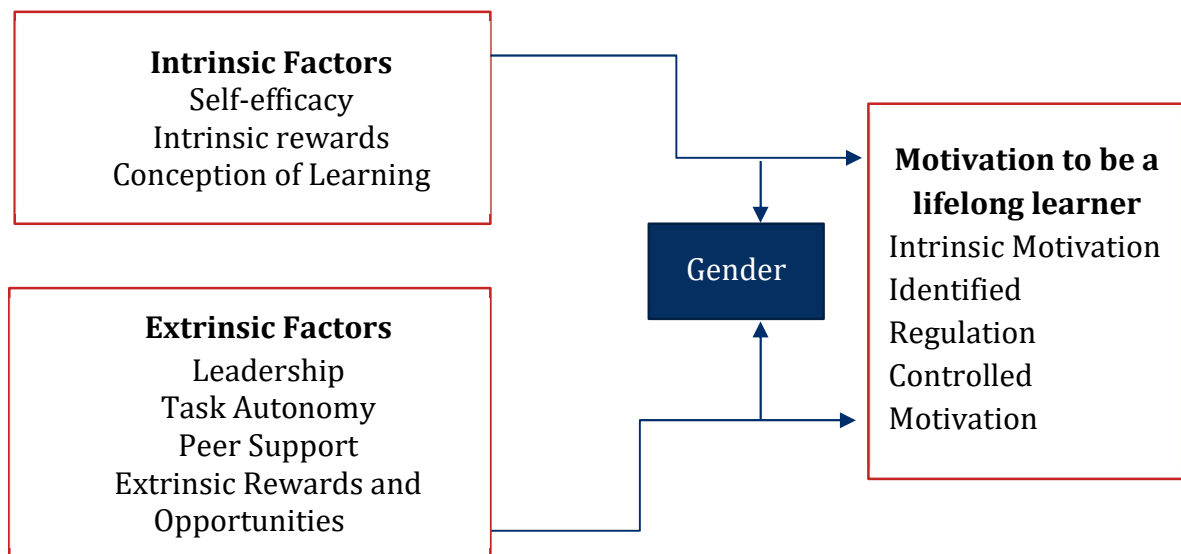 Intrinsic Factors
Self-efficacy
Intrinsic rewards
Conception of Learning
Extrinsic Factors
Leadership
Task Autonomy
Peer Support
Extrinsic Rewards and
Opportunities
Gender
Motivation to be a
lifelong learner
Intrinsic Motivation
Identified
Regulation
Controlled
Motivation